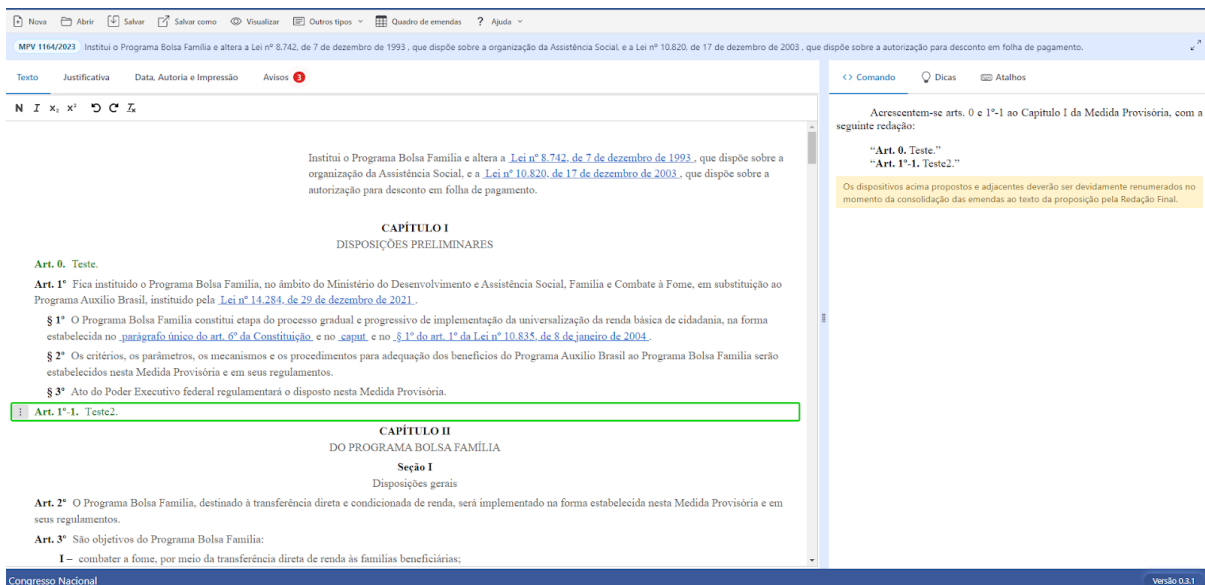 Nova Abrir Salvar Salvar como Visualizar Outros tipos Quadro de emendas ? Ajuda
MPV 1164/2023 Institui o Programa Bolsa Família e altera a Lei nº 8.742, de 7 de dezembro de 1993 , que dispõe sobre a organização da Assistência Social, e a Lei nº 10.820, de 17 de dezembro de 2003 , que dispõe sobre a autorização para desconto em folha de pagamento.
Texto Justificativa Data, Autoria e Impressão Avisos 3
N I x₂ x² Tx
Institui o Programa Bolsa Família e altera a Lei nº 8.742, de 7 de dezembro de 1993 , que dispõe sobre a
organização da Assistência Social, e a Lei nº 10.820, de 17 de dezembro de 2003 , que dispõe sobre a
autorização para desconto em folha de pagamento.
CAPÍTULO I
DISPOSIÇÕES PRELIMINARES
Art. 0. Teste.
Art. 1º Fica instituído o Programa Bolsa Família, no âmbito do Ministério do Desenvolvimento e Assistência Social, Família e Combate à Fome, em substituição ao
Programa Auxílio Brasil, instituído pela Lei nº 14.284, de 29 de dezembro de 2021 .
§ 1º O Programa Bolsa Família constitui etapa do processo gradual e progressivo de implementação da universalização da renda básica de cidadania, na forma
estabelecida no parágrafo único do art. 6º da Constituição e no caput e no § 1º do art. 1º da Lei nº 10.835, de 8 de janeiro de 2004 .
§ 2º Os critérios, os parâmetros, os mecanismos e os procedimentos para adequação dos benefícios do Programa Auxílio Brasil ao Programa Bolsa Família serão
estabelecidos nesta Medida Provisória e em seus regulamentos.
§ 3º Ato do Poder Executivo federal regulamentará o disposto nesta Medida Provisória.
Art. 1º-1. Teste2.
CAPÍTULO II
DO PROGRAMA BOLSA FAMÍLIA
Seção I
Disposições gerais
Art. 2º O Programa Bolsa Família, destinado à transferência direta e condicionada de renda, será implementado na forma estabelecida nesta Medida Provisória e em
seus regulamentos.
Art. 3º São objetivos do Programa Bolsa Família:
I – combater a fome, por meio da transferência direta de renda às famílias beneficiárias;
<> Comando Dicas Atalhos
Acrescentem-se arts. 0 e 1º-1 ao Capítulo I da Medida Provisória, com a
seguinte redação:
“Art. 0. Teste.”
“Art. 1º-1. Teste2.”
Os dispositivos acima propostos e adjacentes deverão ser devidamente renumerados no
momento da consolidação das emendas ao texto da proposição pela Redação Final.
Congresso Nacional Versão 0.3.1